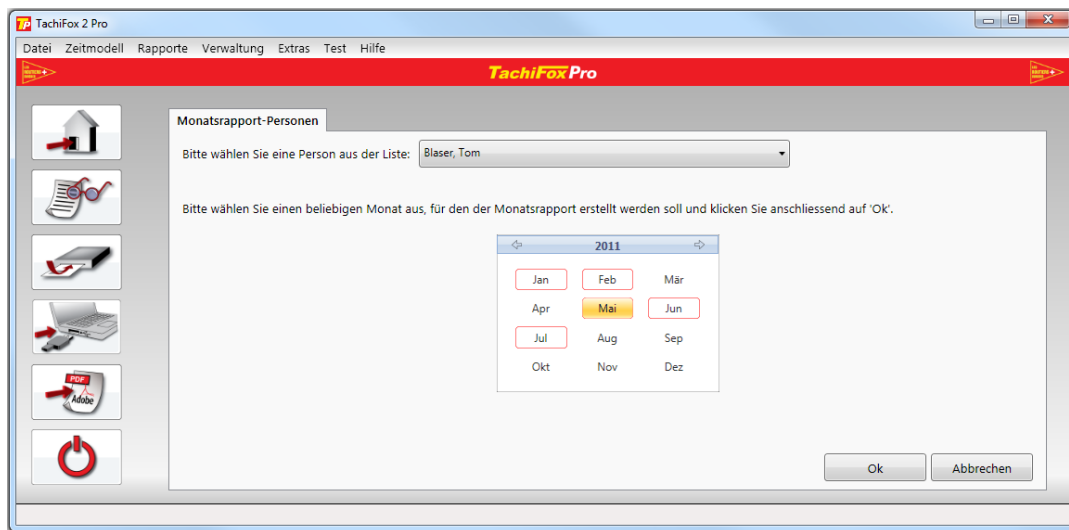 TP TachiFox 2 Pro
Datei Zeitmodell Rapporte Verwaltung Extras Test Hilfe
TachiFox Pro
Monatsrapport-Personen
Bitte wählen Sie eine Person aus der Liste: Blaser, Tom
Bitte wählen Sie einen beliebigen Monat aus, für den der Monatsrapport erstellt werden soll und klicken Sie anschliessend auf 'Ok'.
2011
Jan Feb Mär
Apr Mai Jun
Jul Aug Sep
Okt Nov Dez
PDF
Adobe
Ok Abbrechen